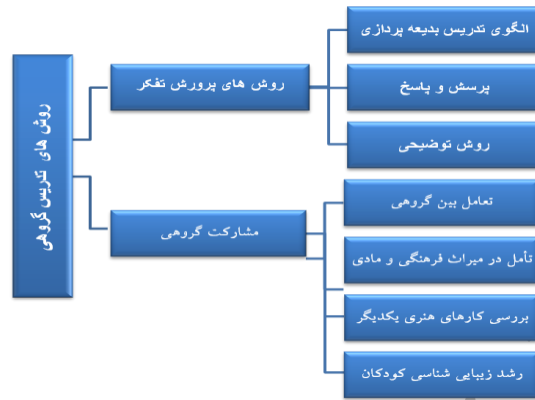 روش های تدریس گروهی
روش های پرورش تفکر
الگوی تدریس بدیعه پردازی
پرسش و پاسخ
روش توضیحی
مشارکت گروهی
تعامل بین گروهی
تأمل در میراث فرهنگی و مادی
بررسی کارهای هنری یکدیگر
رشد زیبایی شناسی کودکان